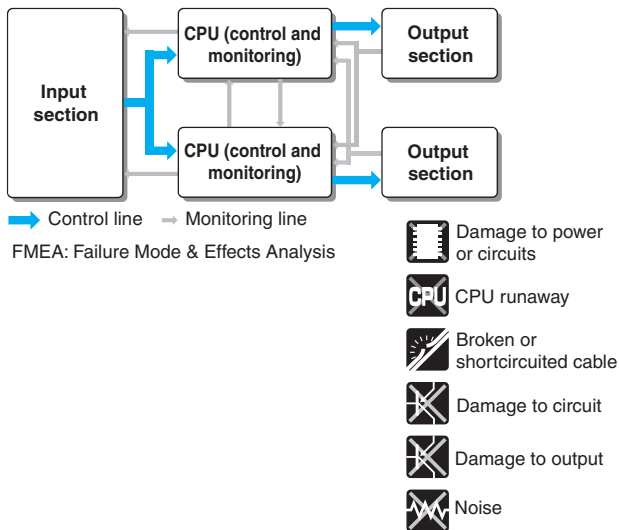 CPU (control and
monitoring)
Output
section
Input
section
CPU (control and
monitoring)
Output
section
Control line
Monitoring line
FMEA: Failure Mode & Effects Analysis
Damage to power
or circuits
CPU
CPU runaway
Broken or
shortcircuited cable
Damage to circuit
Damage to output
Noise